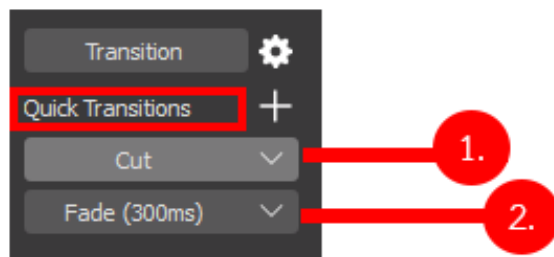 Transition
Quick Transitions
Cut
1.
Fade (300ms)
2.